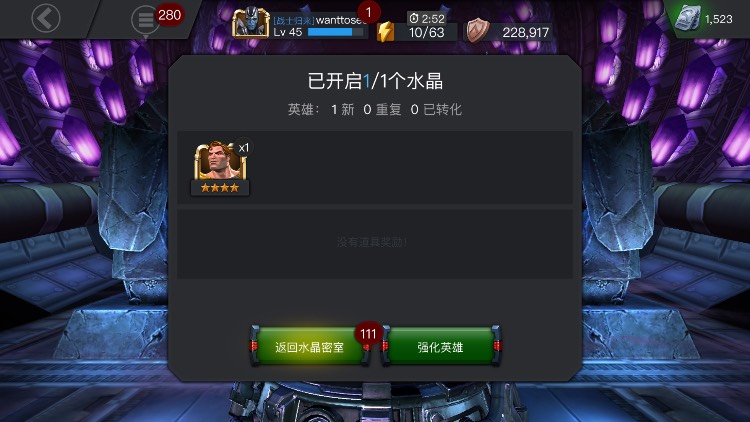 280
[战士归来]wanttose
1
2:52
1,523
Lv 45
10/63
228,917
已开启1/1个水晶
英雄： 1 新 0 重复 0 已转化
x1
没有道具奖励！
111
返回水晶密室
强化英雄